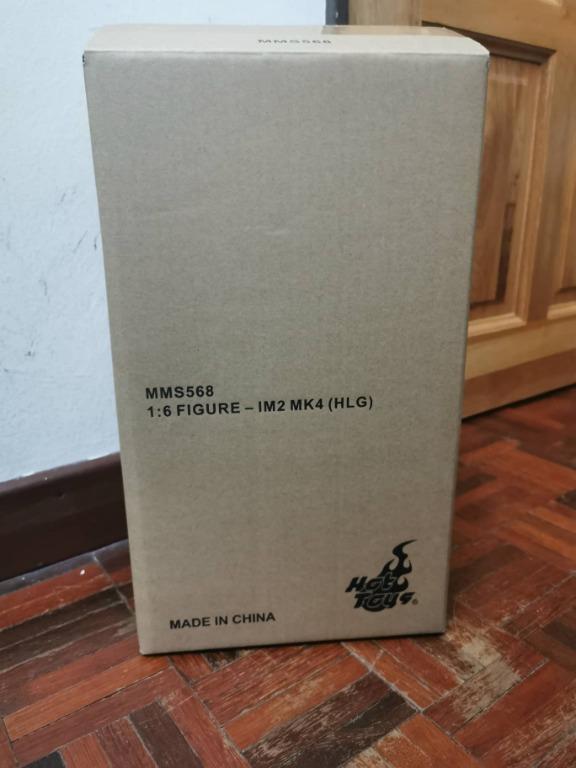 MMS568
MMS568
1:6 FIGURE – IM2 MK4 (HLG)
Hot
Toys®
MADE IN CHINA